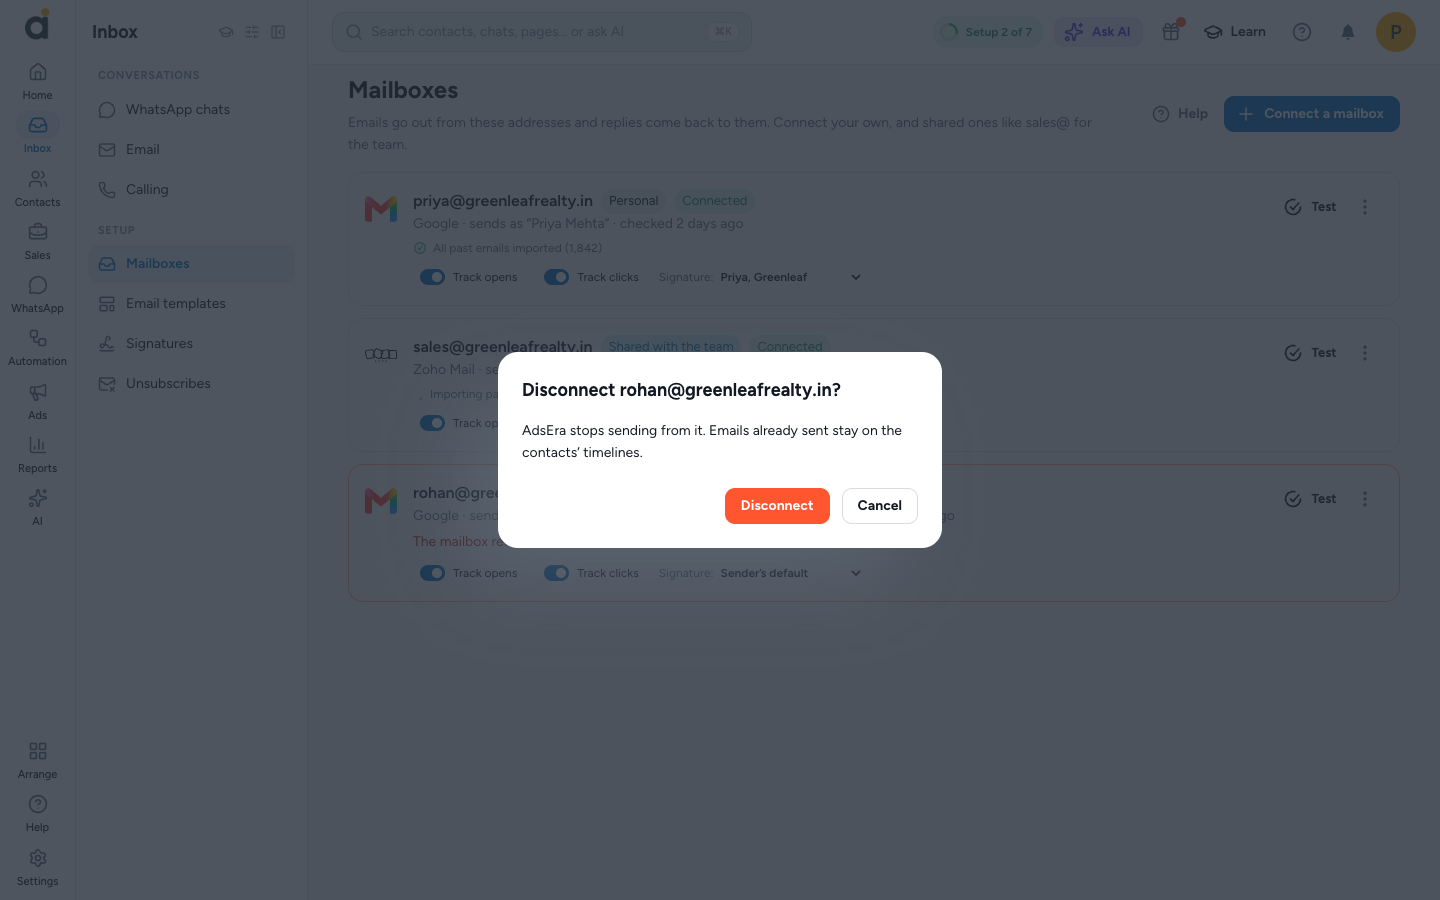 Inbox
Search contacts, chats, pages... or ask AI
⌘K
Setup 2 of 7
Ask AI
Learn
P
Home
Inbox
Contacts
Sales
WhatsApp
Automation
Ads
Reports
AI
Arrange
Help
Settings
CONVERSATIONS
WhatsApp chats
Email
Calling
SETUP
Mailboxes
Email templates
Signatures
Unsubscribes
Mailboxes
Emails go out from these addresses and replies come back to them. Connect your own, and shared ones like sales@ for
the team.
Help
Connect a mailbox
priya@greenleafrealty.in Personal Connected
Google · sends as “Priya Mehta” · checked 2 days ago
All past emails imported (1,842)
Track opens Track clicks Signature: Priya, Greenleaf
Test
sales@greenleafrealty.in Shared with the team Connected
Zoho Mail
Importing
Track
Test
Disconnect rohan@greenleafrealty.in?
AdsEra stops sending from it. Emails already sent stay on the
contacts’ timelines.
Disconnect
Cancel
Google
The mailbox
Track opens Track clicks Signature: Sender’s default
Test